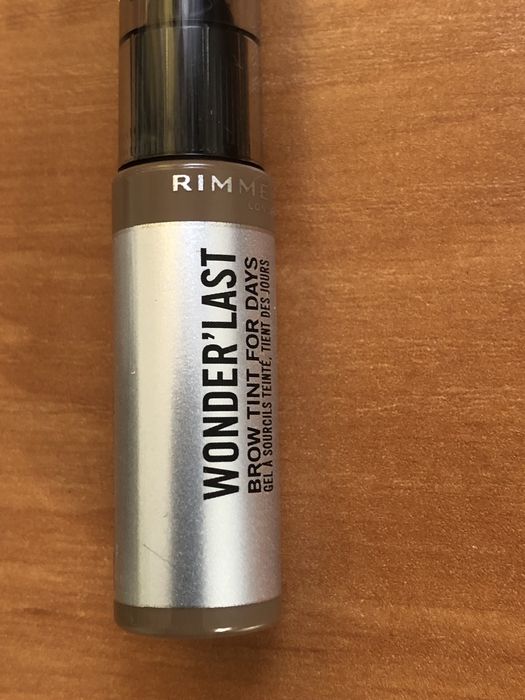 RIMME
WONDER'LAST
BROW TINT FOR DAYS
GEL À SOURCILS TEINTÉ, TIENT DES JOURS